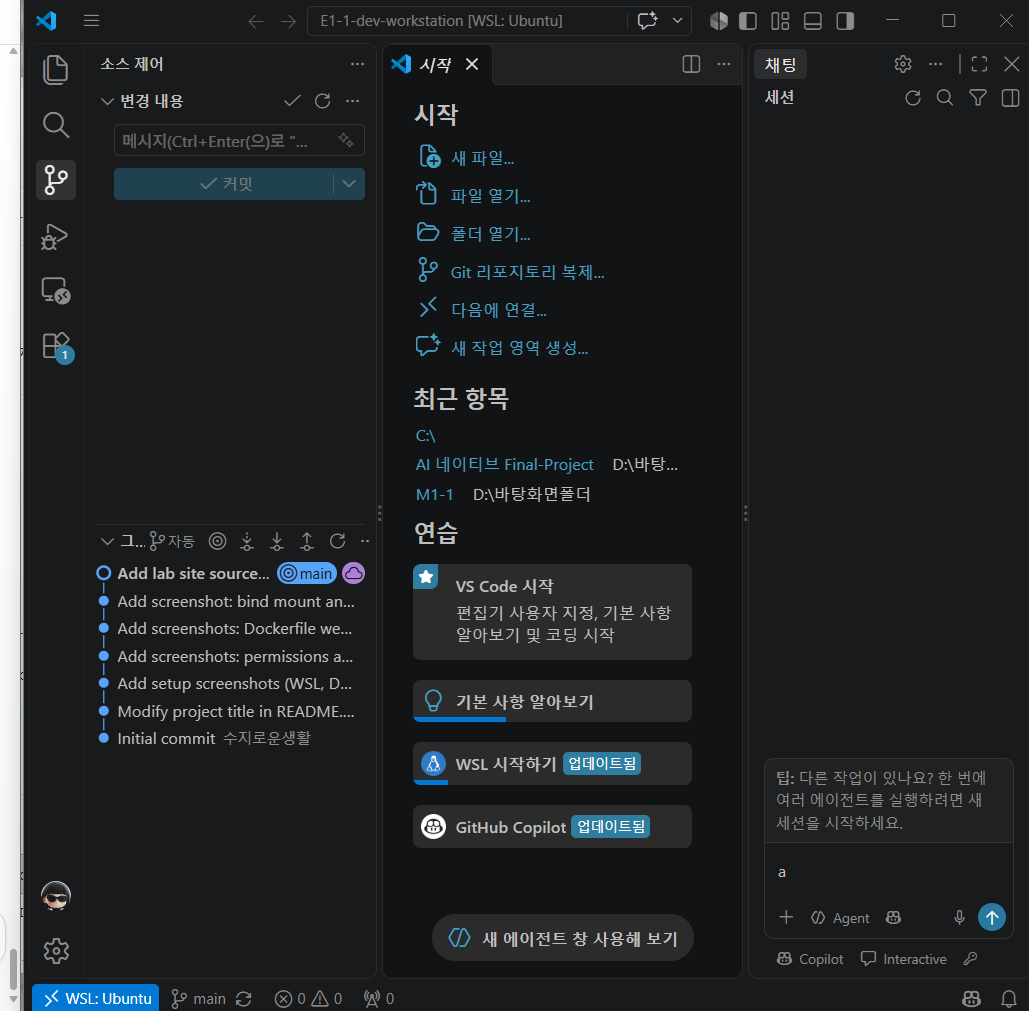 E1-1-dev-workstation [WSL: Ubuntu]
소스 제어
변경 내용
메시지(Ctrl+Enter(으)로 "...
커밋
그... 자동
Add lab site source... main
Add screenshot: bind mount an...
Add screenshots: Dockerfile we...
Add screenshots: permissions a...
Add setup screenshots (WSL, D...
Modify project title in README....
Initial commit 수지로운생활
1
시작
시작
새 파일...
파일 열기...
폴더 열기...
Git 리포지토리 복제...
다음에 연결...
새 작업 영역 생성...
최근 항목
C:\
AI 네이티브 Final-Project D:\바탕...
M1-1 D:\바탕화면폴더
연습
VS Code 시작
편집기 사용자 지정, 기본 사항
알아보기 및 코딩 시작
기본 사항 알아보기
WSL 시작하기 업데이트됨
GitHub Copilot 업데이트됨
새 에이전트 창 사용해 보기
채팅
세션
팁: 다른 작업이 있나요? 한 번에
여러 에이전트를 실행하려면 새
세션을 시작하세요.
a
Agent
Copilot Interactive
WSL: Ubuntu main 0 0 0